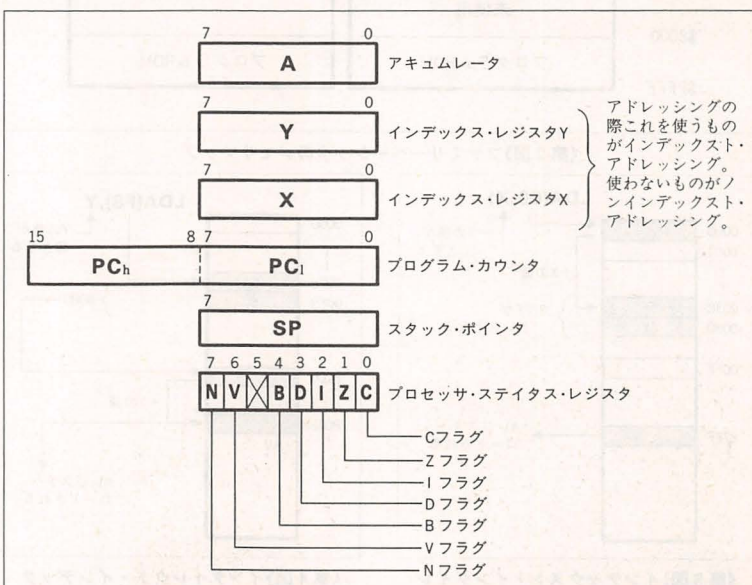 7 0
A アキュムレータ
7 0
Y インデックス・レジスタY
7 0
X インデックス・レジスタX
アドレッシングの
際これを使うもの
がインデックスト・
アドレッシング。
使わないものがノ
ンインデックスト・
アドレッシング。
15 8 7 0
PCh PCl プログラム・カウンタ
7
SP スタック・ポインタ
7 6 5 4 3 2 1 0
N V B D I Z C プロセッサ・ステイタス・レジスタ
Cフラグ
Zフラグ
Iフラグ
Dフラグ
Bフラグ
Vフラグ
Nフラグ